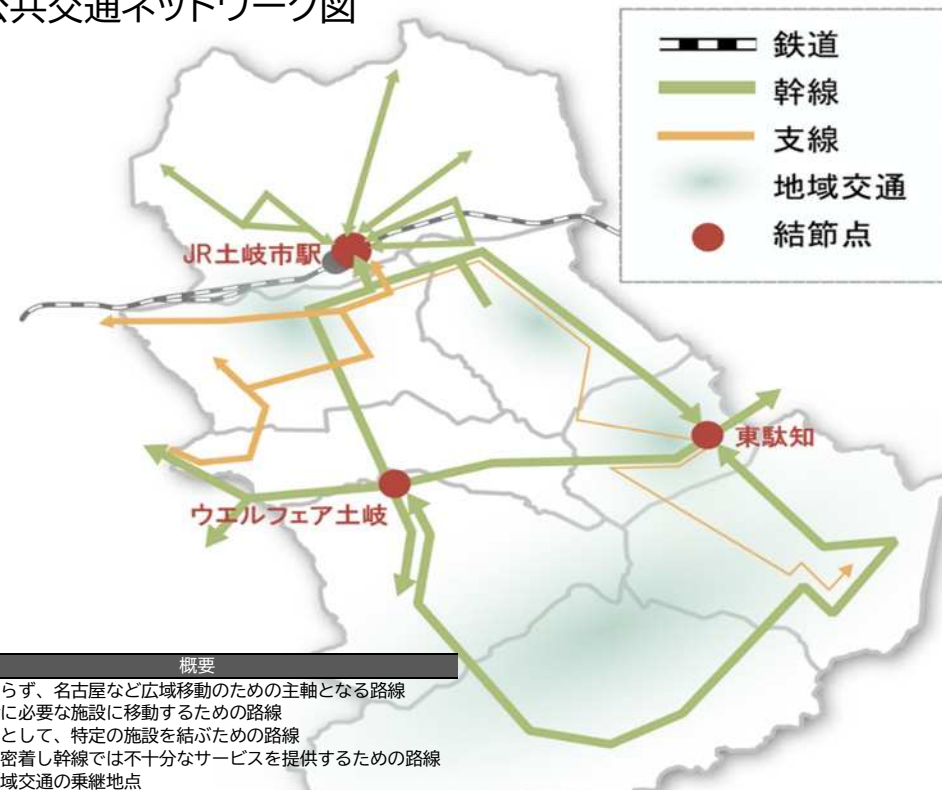 公共交通ネットワーク図
鉄道
幹線
支線
地域交通
結節点
JR土岐市駅
東駄知
ウエルフェア土岐
概要
らず、名古屋など広域移動のための主軸となる路線
に必要な施設に移動するための路線
として、特定の施設を結ぶための路線
密着し幹線では不十分なサービスを提供するための路線
域交通の乗継地点